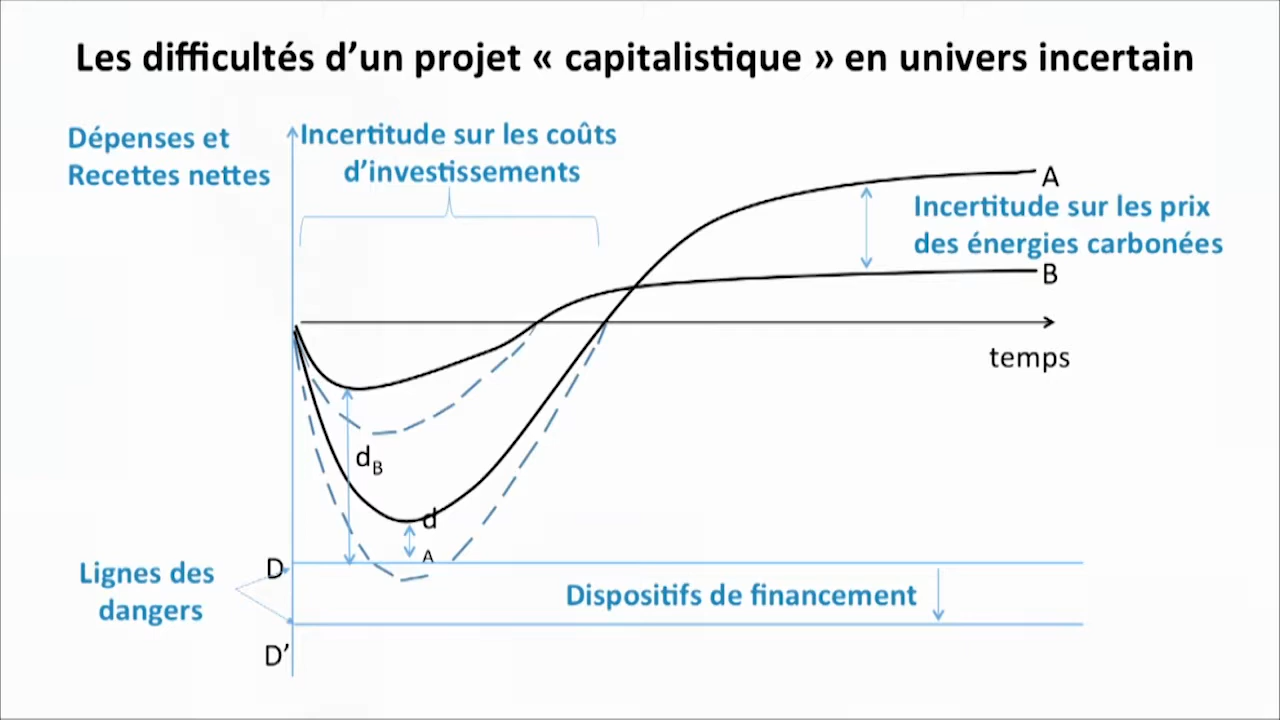 Les difficultés d’un projet « capitalistique » en univers incertain
Dépenses et
Recettes nettes
Incertitude sur les coûts
d’investissements
A
Incertitude sur les prix
des énergies carbonées
B
temps
dB
d
A
D
Lignes des
dangers
Dispositifs de financement
D’